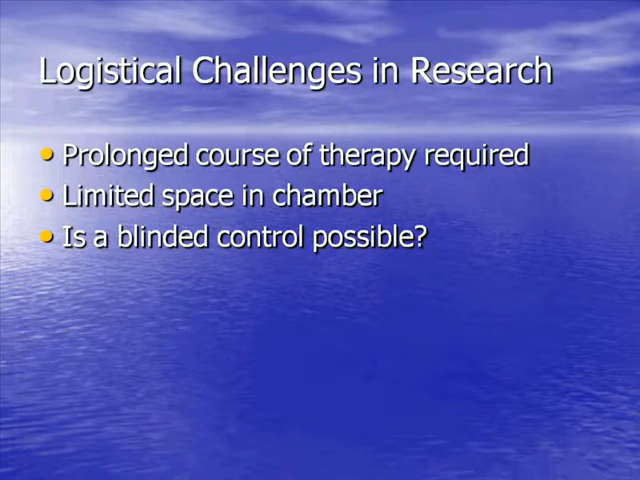 Logistical Challenges in Research
• Prolonged course of therapy required
• Limited space in chamber
• Is a blinded control possible?